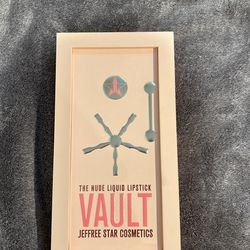 THE NUDE LIQUID LIPSTICK
VAULT
JEFFREE STAR COSMETICS